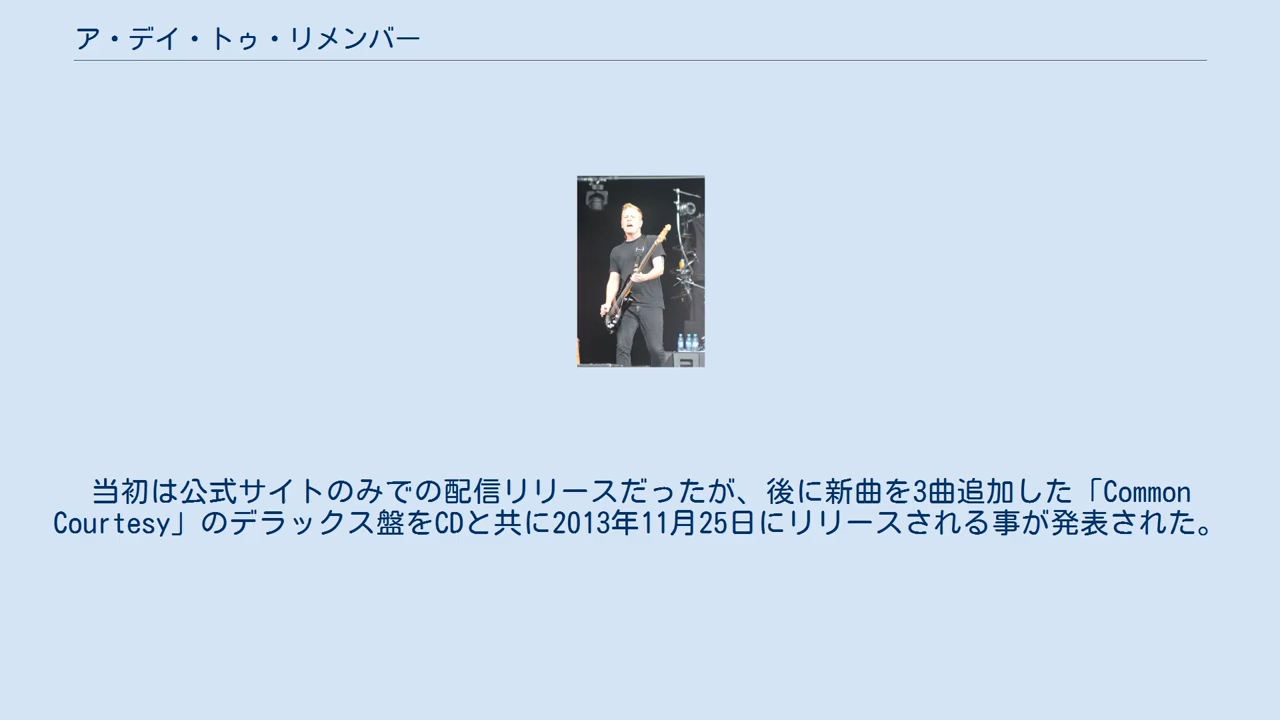 ア・デイ・トゥ・リメンバー
当初は公式サイトのみでの配信リリースだったが、後に新曲を3曲追加した「Common
Courtesy」のデラックス盤をCDと共に2013年11月25日にリリースされる事が発表された。